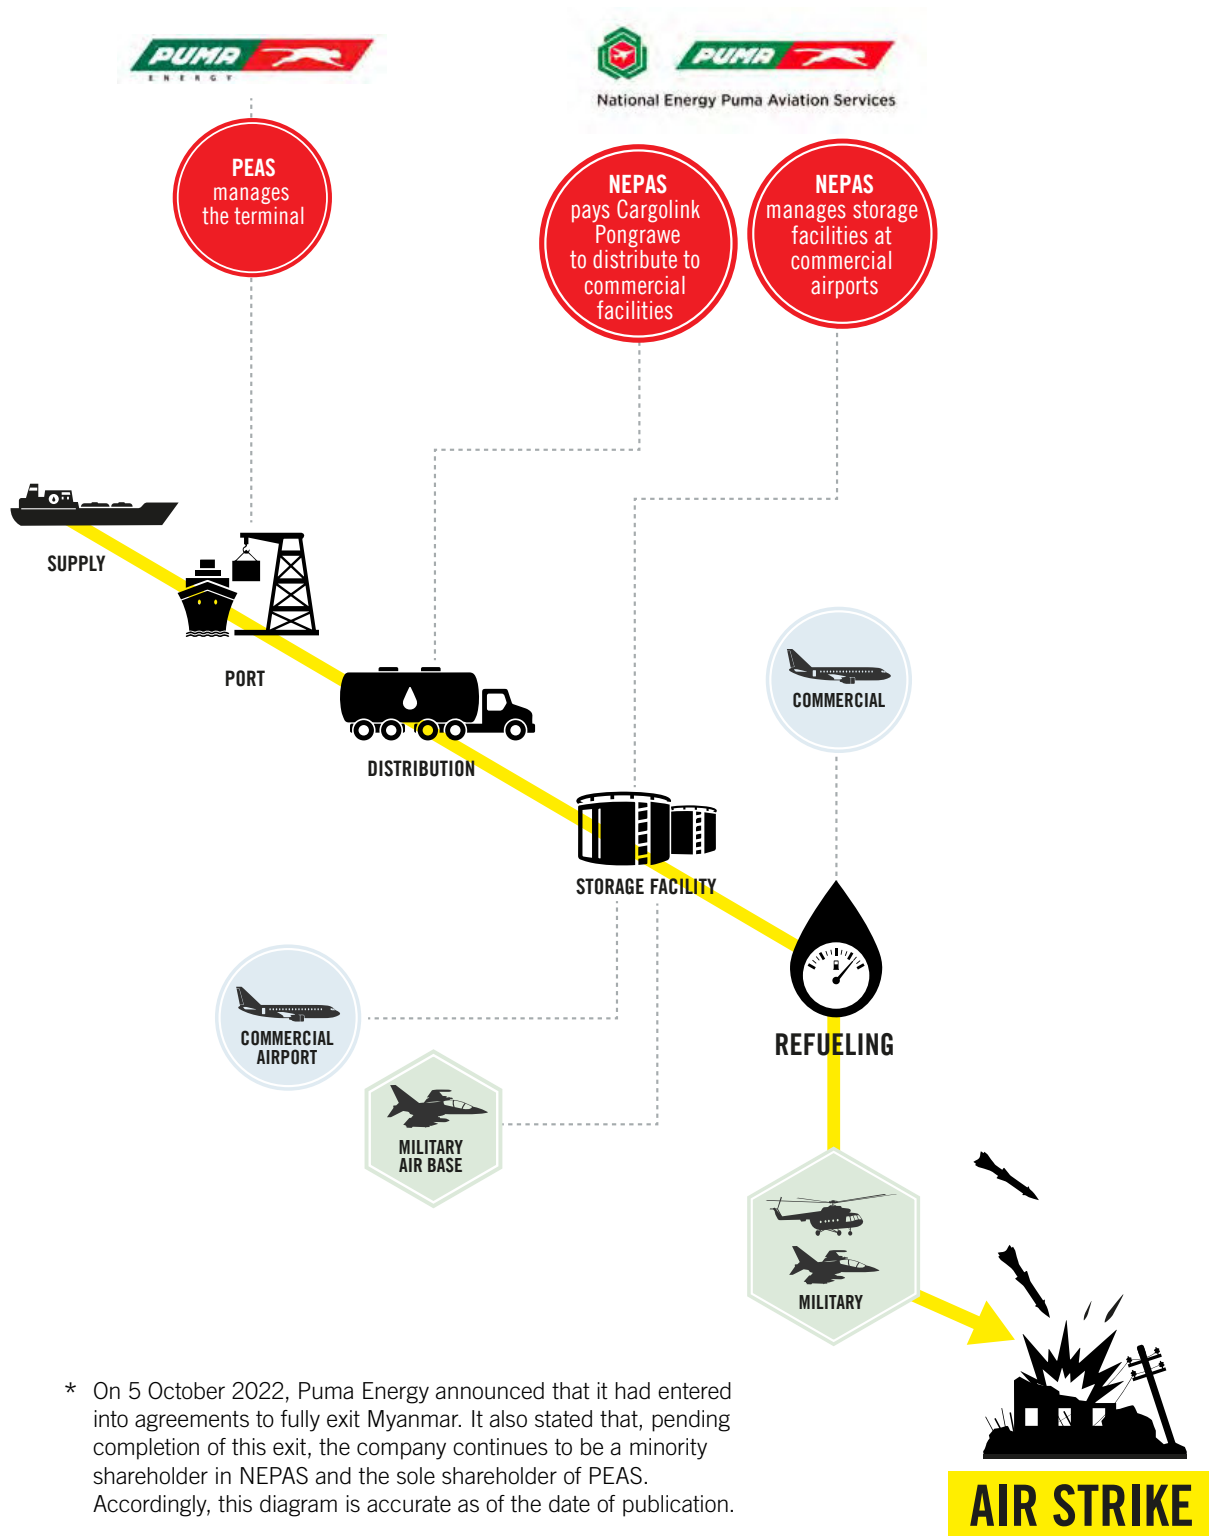 PUMA
ENERGY
PUMA
National Energy Puma Aviation Services
PEAS
manages
the terminal
NEPAS
pays Cargolink
Pongrawe
to distribute to
commercial
facilities
NEPAS
manages storage
facilities at
commercial
airports
SUPPLY
PORT
DISTRIBUTION
COMMERCIAL
STORAGE FACILITY
COMMERCIAL
AIRPORT
REFUELING
MILITARY
AIR BASE
MILITARY
* On 5 October 2022, Puma Energy announced that it had entered
into agreements to fully exit Myanmar. It also stated that, pending
completion of this exit, the company continues to be a minority
shareholder in NEPAS and the sole shareholder of PEAS.
Accordingly, this diagram is accurate as of the date of publication.
AIR STRIKE